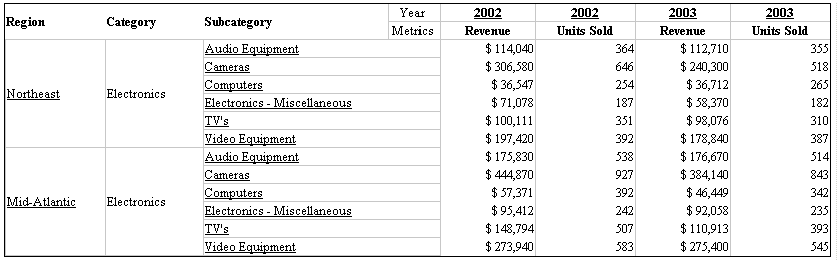 Region Category Subcategory Year 2002 2002 2003 2003
Metrics Revenue Units Sold Revenue Units Sold
Northeast Electronics Audio Equipment $ 114,040 364 $ 112,710 355
Cameras $ 306,580 646 $ 240,300 518
Computers $ 36,547 254 $ 36,712 265
Electronics - Miscellaneous $ 71,078 187 $ 58,370 182
TV's $ 100,111 351 $ 98,076 310
Video Equipment $ 197,420 392 $ 178,840 387
Mid-Atlantic Electronics Audio Equipment $ 175,830 538 $ 176,670 514
Cameras $ 444,870 927 $ 384,140 843
Computers $ 57,371 392 $ 46,449 342
Electronics - Miscellaneous $ 95,412 242 $ 92,058 235
TV's $ 148,794 507 $ 110,913 393
Video Equipment $ 273,940 583 $ 275,400 545